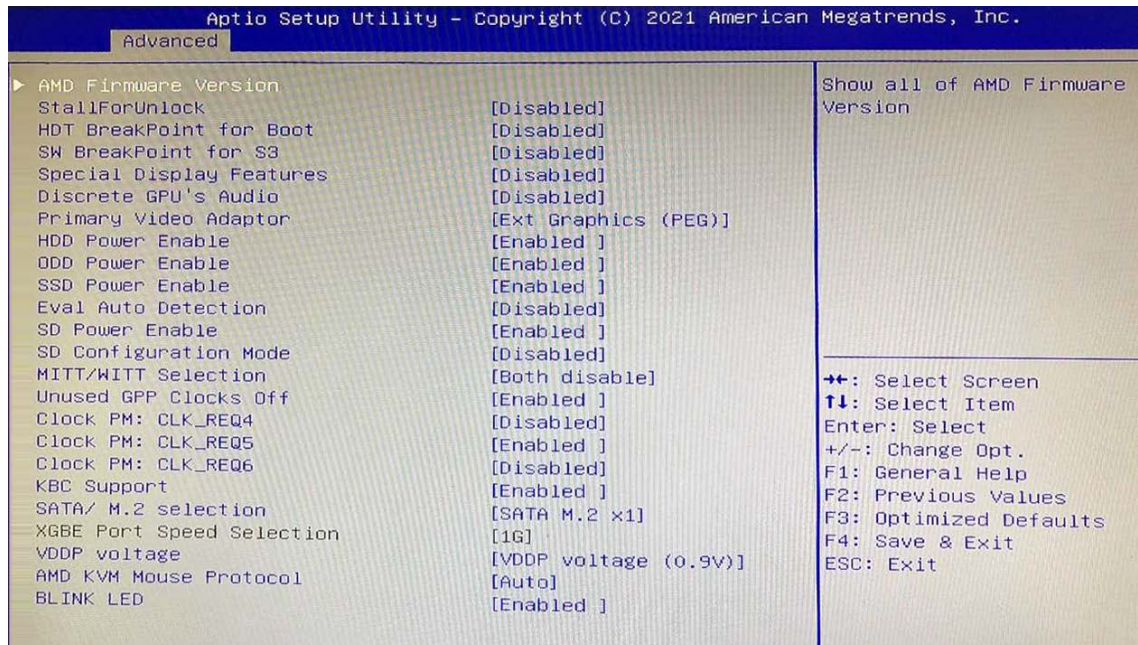 Aptio Setup Utility – Copyright (C) 2021 American Megatrends, Inc.
Advanced
▶ AMD Firmware Version
StallForUnlock [Disabled]
HDT BreakPoint for Boot [Disabled]
SW BreakPoint for S3 [Disabled]
Special Display Features [Disabled]
Discrete GPU's Audio [Disabled]
Primary Video Adaptor [Ext Graphics (PEG)]
HDD Power Enable [Enabled ]
ODD Power Enable [Enabled ]
SSD Power Enable [Enabled ]
Eval Auto Detection [Disabled]
SD Power Enable [Enabled ]
SD Configuration Mode [Disabled]
MITT/WITT Selection [Both disable]
Unused GPP Clocks Off [Enabled ]
Clock PM: CLK_REQ4 [Disabled]
Clock PM: CLK_REQ5 [Enabled ]
Clock PM: CLK_REQ6 [Disabled]
KBC Support [Enabled ]
SATA/ M.2 selection [SATA M.2 x1]
XGBE Port Speed Selection [1G]
VDDP voltage [VDDP voltage (0.9V)]
AMD KVM Mouse Protocol [Auto]
BLINK LED [Enabled ]
Show all of AMD Firmware
Version
→←: Select Screen
↑↓: Select Item
Enter: Select
+/-: Change Opt.
F1: General Help
F2: Previous Values
F3: Optimized Defaults
F4: Save & Exit
ESC: Exit